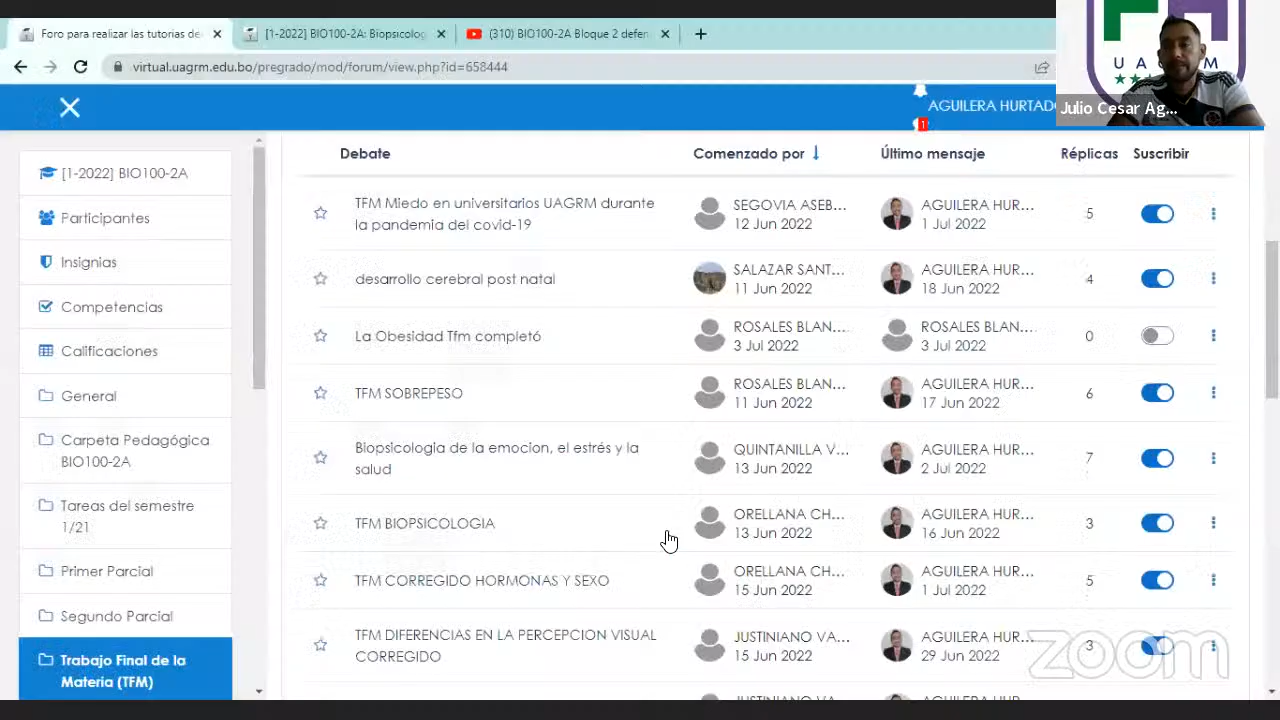 Foro para realizar las tutorias de
[1-2022] BIO100-2A: Biopsicolog
(310) BIO100-2A Bloque 2 defen
virtual.uagrm.edu.bo/pregrado/mod/forum/view.php?id=658444
UAGRM
AGUILERA HURTADO
1
Julio Cesar Ag...
[1-2022] BIO100-2A
Participantes
Insignias
Competencias
Calificaciones
General
Carpeta Pedagógica
BIO100-2A
Tareas del semestre
1/21
Primer Parcial
Segundo Parcial
Trabajo Final de la
Materia (TFM)
Debate Comenzado por Último mensaje Réplicas Suscribir
TFM Miedo en universitarios UAGRM durante
la pandemia del covid-19
SEGOVIA ASEB...
12 Jun 2022
AGUILERA HUR...
1 Jul 2022
5
desarrollo cerebral post natal
SALAZAR SANT...
11 Jun 2022
AGUILERA HUR...
18 Jun 2022
4
La Obesidad Tfm completó
ROSALES BLAN...
3 Jul 2022
ROSALES BLAN...
3 Jul 2022
0
TFM SOBREPESO
ROSALES BLAN...
11 Jun 2022
AGUILERA HUR...
17 Jun 2022
6
Biopsicologia de la emocion, el estrés y la
salud
QUINTANILLA V...
13 Jun 2022
AGUILERA HUR...
2 Jul 2022
7
TFM BIOPSICOLOGIA
ORELLANA CH...
13 Jun 2022
AGUILERA HUR...
16 Jun 2022
3
TFM CORREGIDO HORMONAS Y SEXO
ORELLANA CH...
15 Jun 2022
AGUILERA HUR...
1 Jul 2022
5
TFM DIFERENCIAS EN LA PERCEPCION VISUAL
CORREGIDO
JUSTINIANO VA...
15 Jun 2022
AGUILERA HUR...
29 Jun 2022
3
zoom
JUSTINIANO VA...
AGUILERA HUR...